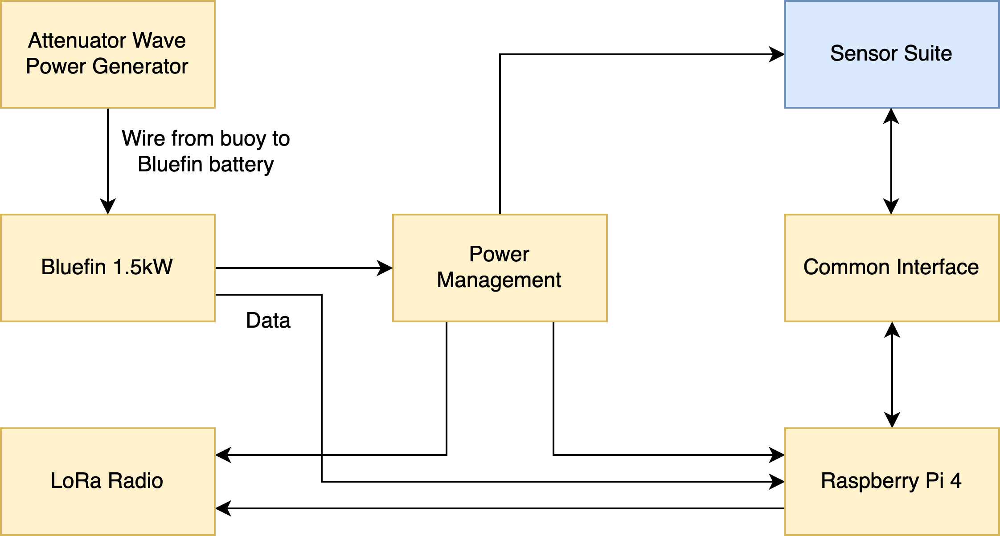 Attenuator Wave
Power Generator
Sensor Suite
Wire from buoy to
Bluefin battery
Bluefin 1.5kW
Power
Management
Common Interface
Data
LoRa Radio
Raspberry Pi 4